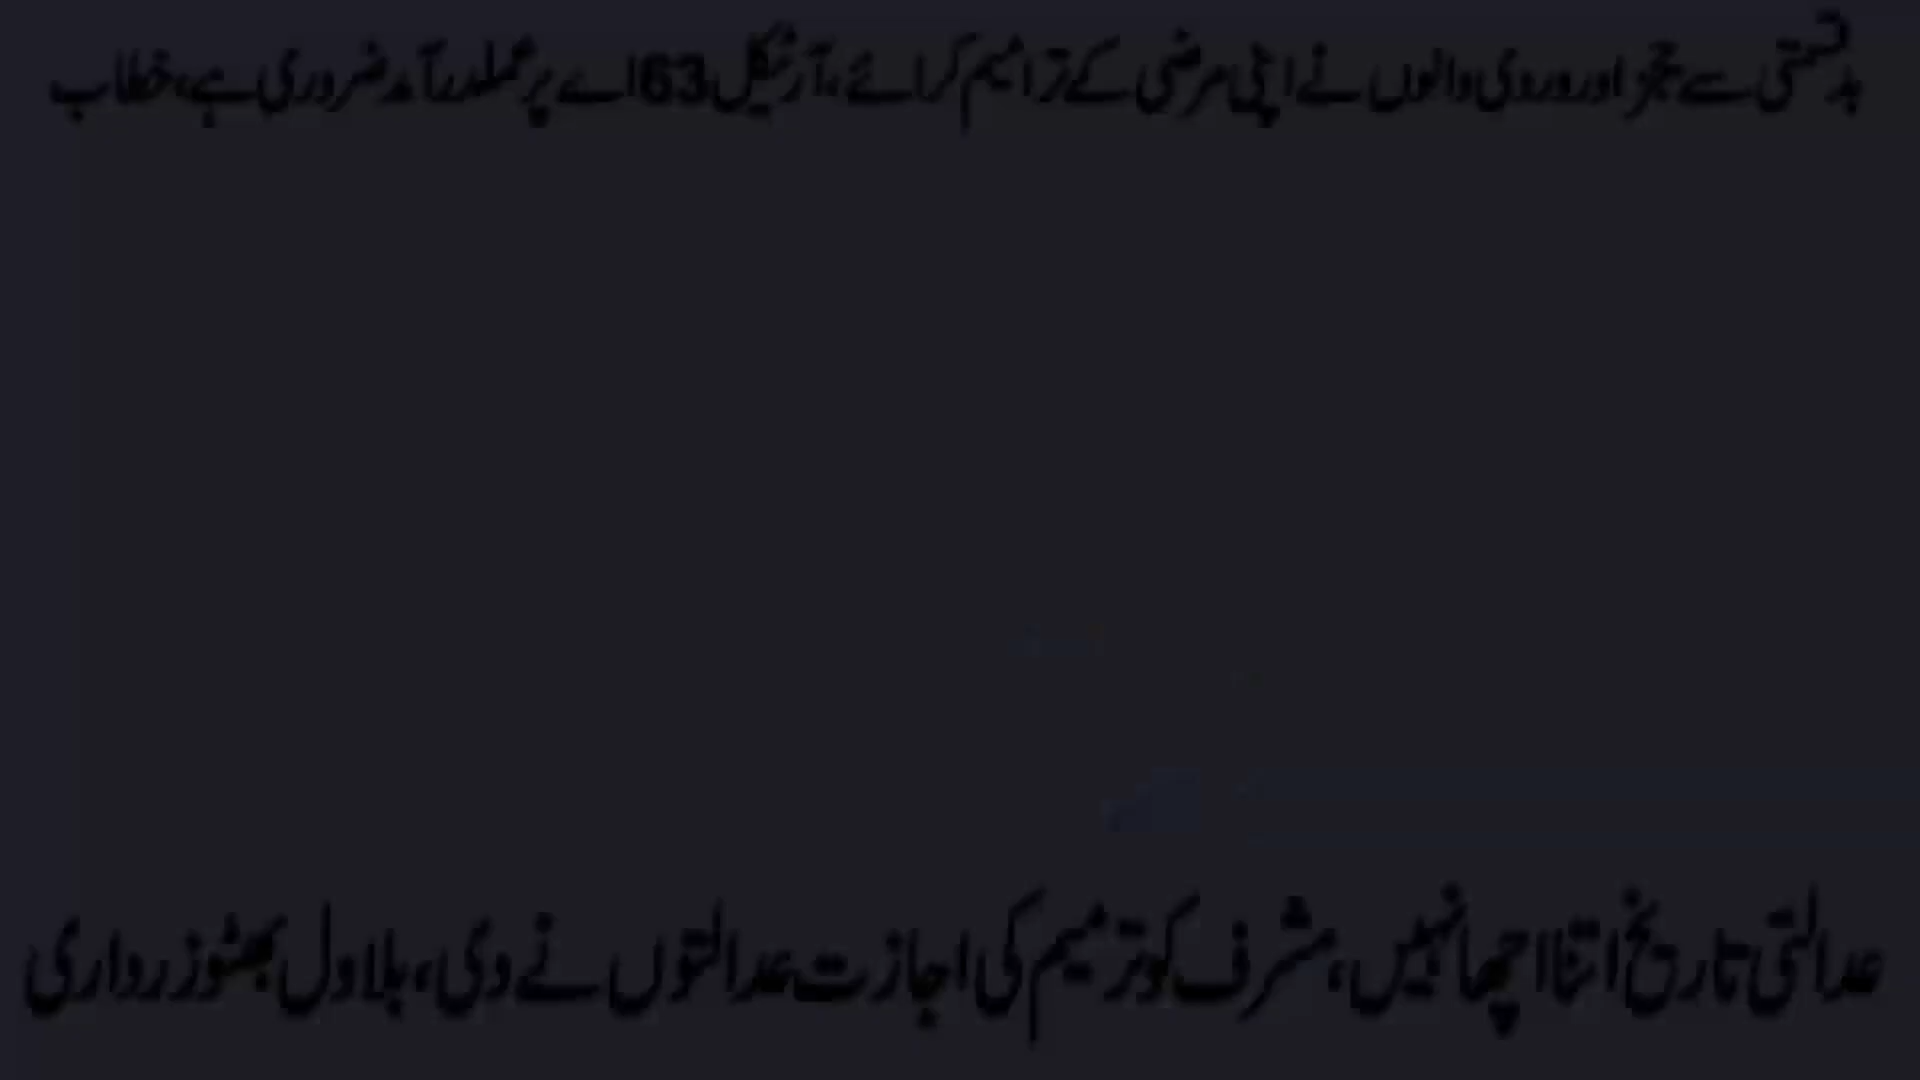 بدقسمتی سے ججز اور وردی والوں نے اپنی مرضی کے ترامیم کرائے، آرٹیکل 63 اے پر عملدرآمد ضروری ہے، خطاب
عدالتی تاریخ اتنا اچھا نہیں، مشرف کو ترمیم کی اجازت عدالتوں نے دی، بلاول بھٹو زرداری